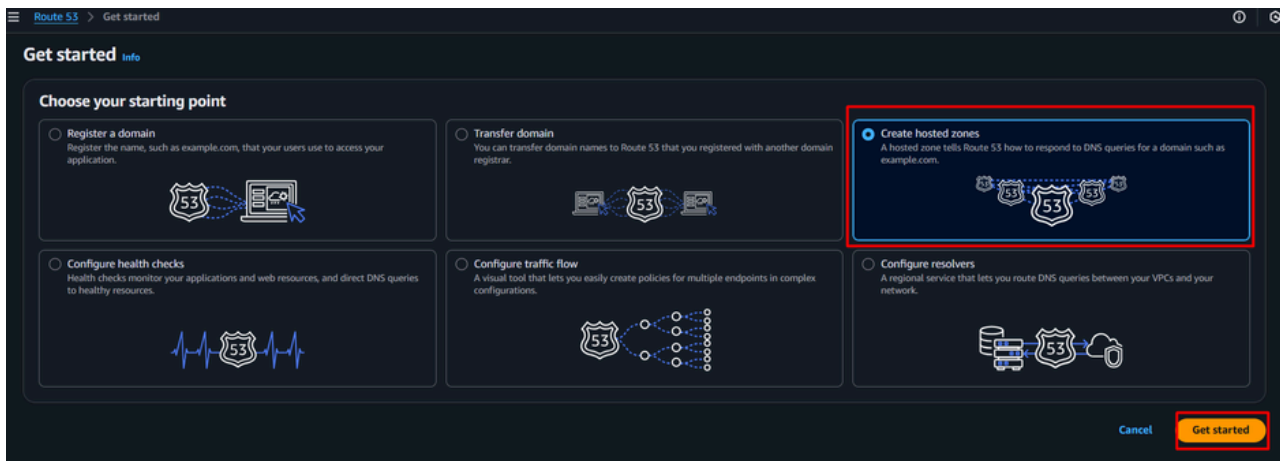 Route 53 > Get started
Get started Info
Choose your starting point
Register a domain
Register the name, such as example.com, that your users use to access your
application.
53
Transfer domain
You can transfer domain names to Route 53 that you registered with another domain
registrar.
53
Create hosted zones
A hosted zone tells Route 53 how to respond to DNS queries for a domain such as
example.com.
53 53 53 53 53
Configure health checks
Health checks monitor your applications and web resources, and direct DNS queries
to healthy resources.
53
Configure traffic flow
A visual tool that lets you easily create policies for multiple endpoints in complex
configurations.
53
Configure resolvers
A regional service that lets you route DNS queries between your VPCs and your
network.
53
Cancel Get started